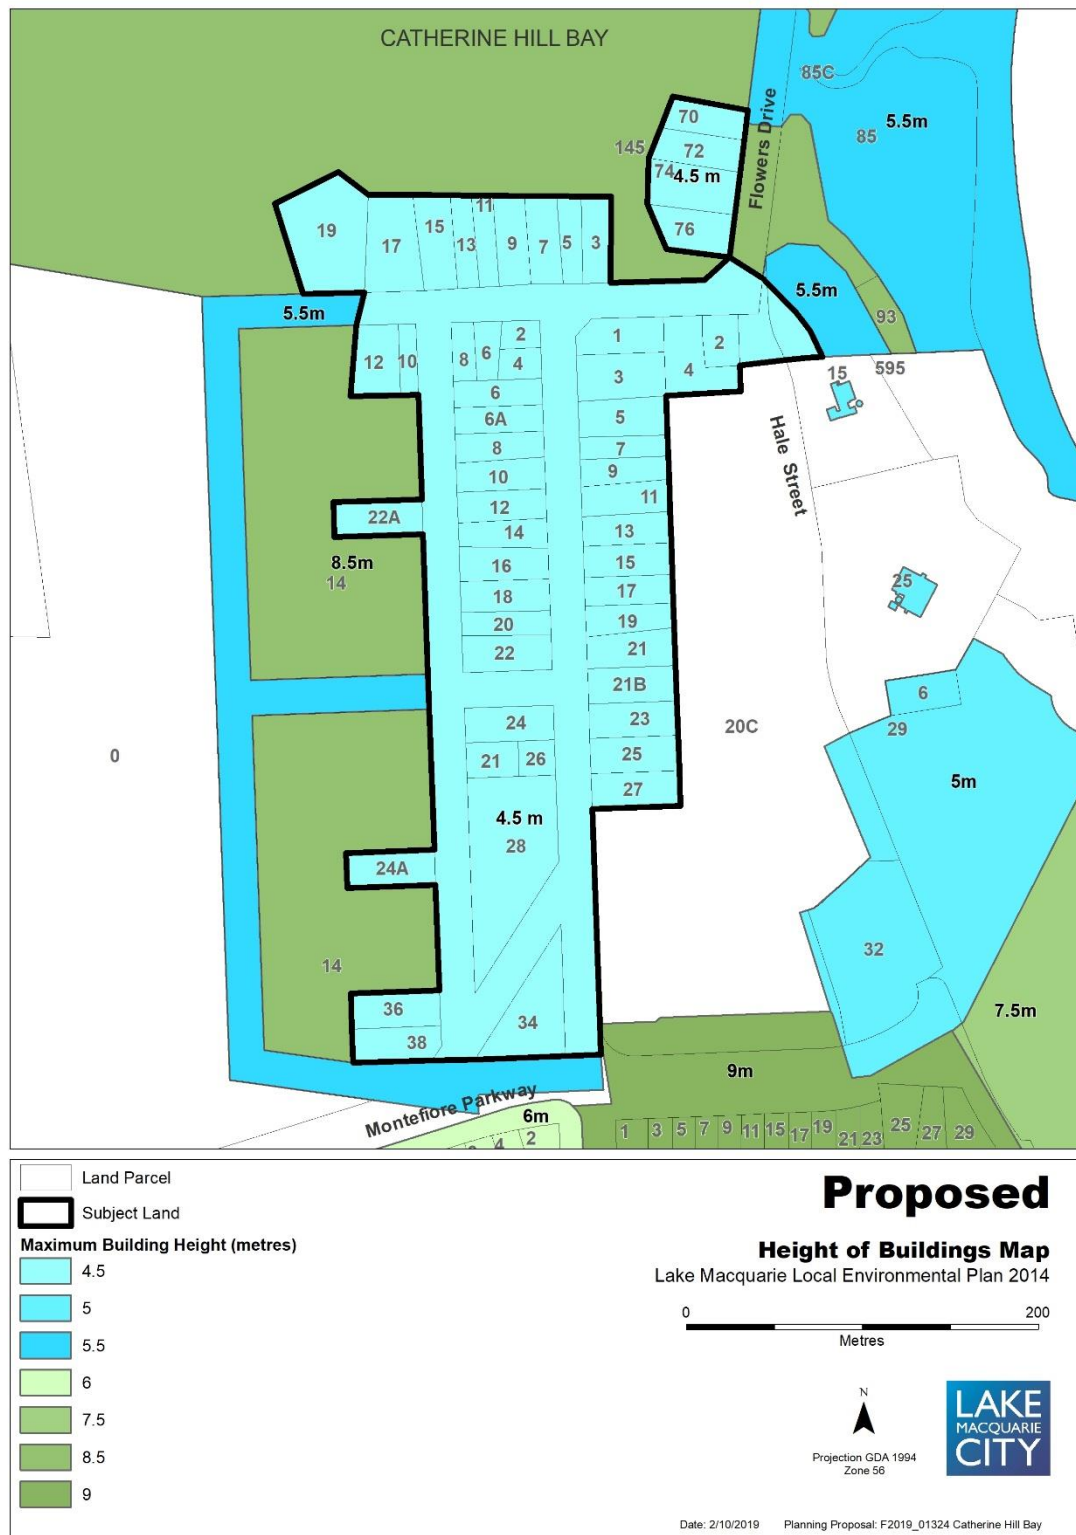 CATHERINE HILL BAY
85C
70
5.5m
85
145
72
74
4.5 m
Flowers Drive
76
11
19
15
17
13
9
7
5
3
5.5m
5.5m
93
12
10
8
6
2
4
1
2
3
4
15
595
6
6A
5
8
7
10
9
Hale Street
12
11
22A
14
13
8.5m
14
16
15
18
17
25
20
19
22
21
21B
6
24
23
20C
29
0
21
26
25
5m
27
4.5 m
28
24A
32
14
36
34
7.5m
38
9m
Montefiore Parkway
6m
4
2
1
3
5
7
9
11
15
17
19
21
23
25
27
29
Land Parcel
Subject Land
Maximum Building Height (metres)
4.5
5
5.5
6
7.5
8.5
9
Proposed
Height of Buildings Map
Lake Macquarie Local Environmental Plan 2014
0 200
Metres
N
Projection GDA 1994
Zone 56
LAKE
MACQUARIE
CITY
Date: 2/10/2019 Planning Proposal: F2019_01324 Catherine Hill Bay